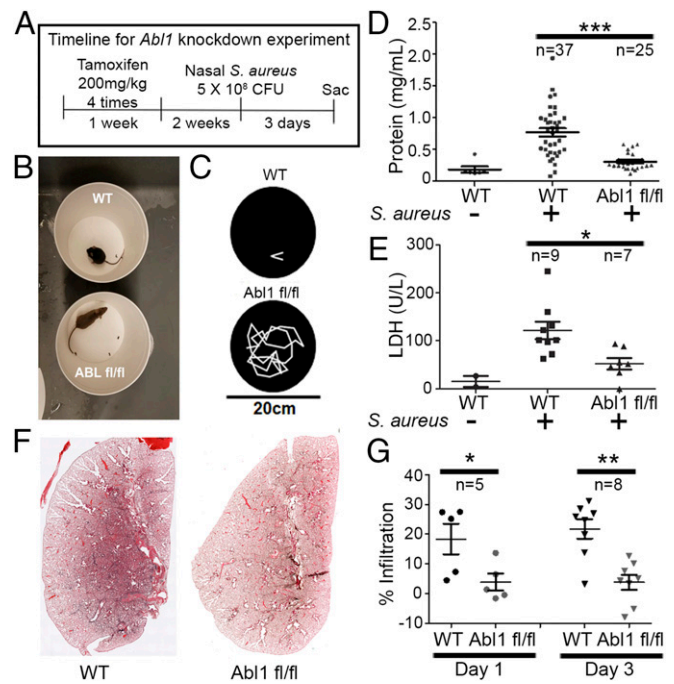 A
Timeline for Abl1 knockdown experiment
Tamoxifen
200mg/kg
4 times
Nasal S. aureus
5 X 10⁸ CFU
Sac
1 week
2 weeks
3 days
B
WT
ABL fl/fl
C
WT
Abl1 fl/fl
20cm
D
***
n=37
n=25
Protein (mg/mL)
2.5
2.0
1.5
1.0
0.5
0
WT
WT
Abl1 fl/fl
S. aureus
- + +
E
*
n=9
n=7
LDH (U/L)
300
200
100
0
WT
WT
Abl1 fl/fl
S. aureus
- + +
F
WT
Abl1 fl/fl
G
*
**
n=5
n=8
% Infiltration
40
30
20
10
0
-10
WT Abl1 fl/fl
WT Abl1 fl/fl
Day 1
Day 3